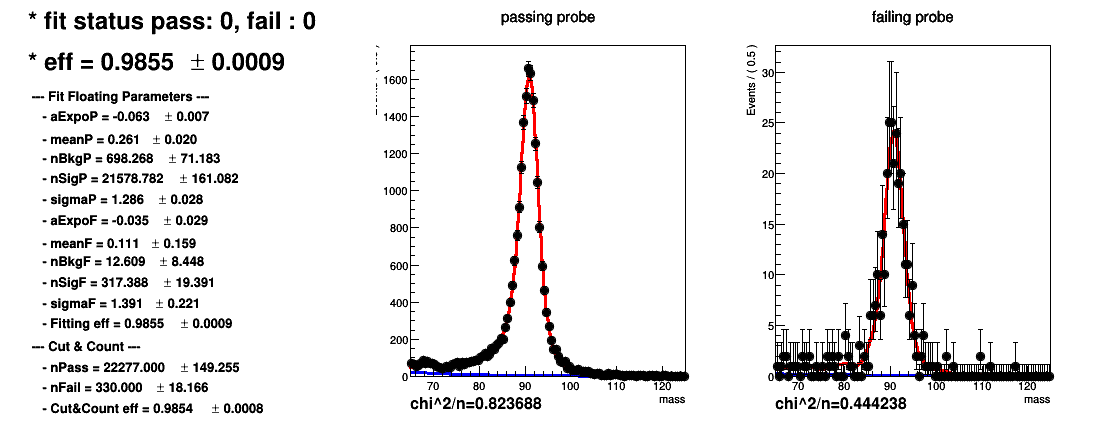 * fit status pass: 0, fail : 0
* eff = 0.9855 ± 0.0009
--- Fit Floating Parameters ---
- aExpoP = -0.063 ± 0.007
- meanP = 0.261 ± 0.020
- nBkgP = 698.268 ± 71.183
- nSigP = 21578.782 ± 161.082
- sigmaP = 1.286 ± 0.028
- aExpoF = -0.035 ± 0.029
- meanF = 0.111 ± 0.159
- nBkgF = 12.609 ± 8.448
- nSigF = 317.388 ± 19.391
- sigmaF = 1.391 ± 0.221
- Fitting eff = 0.9855 ± 0.0009
--- Cut & Count ---
- nPass = 22277.000 ± 149.255
- nFail = 330.000 ± 18.166
- Cut&Count eff = 0.9854 ± 0.0008
passing probe
1600
1400
1200
1000
800
600
400
200
0
70 80 90 100 110 120
mass
chi^2/n=0.823688
failing probe
Events / ( 0.5 )
30
25
20
15
10
5
0
70 80 90 100 110 120
mass
chi^2/n=0.444238